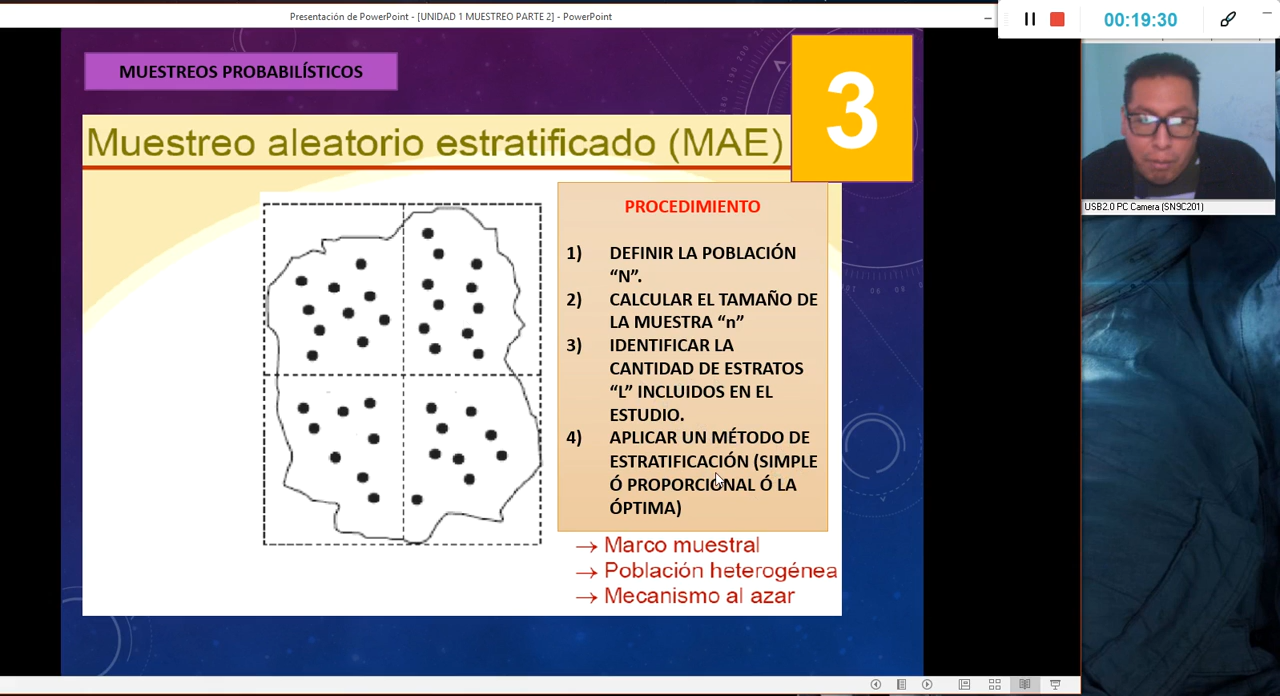 Presentación de PowerPoint - [UNIDAD 1 MUESTREO PARTE 2] - PowerPoint
00:19:30
MUESTREOS PROBABILÍSTICOS
3
Muestreo aleatorio estratificado (MAE)
USB2.0 PC Camera (SN9C201)
PROCEDIMIENTO
1) DEFINIR LA POBLACIÓN
“N”.
2) CALCULAR EL TAMAÑO DE
LA MUESTRA “n”
3) IDENTIFICAR LA
CANTIDAD DE ESTRATOS
“L” INCLUIDOS EN EL
ESTUDIO.
4) APLICAR UN MÉTODO DE
ESTRATIFICACIÓN (SIMPLE
Ó PROPORCIONAL Ó LA
ÓPTIMA)
→ Marco muestral
→ Población heterogénea
→ Mecanismo al azar